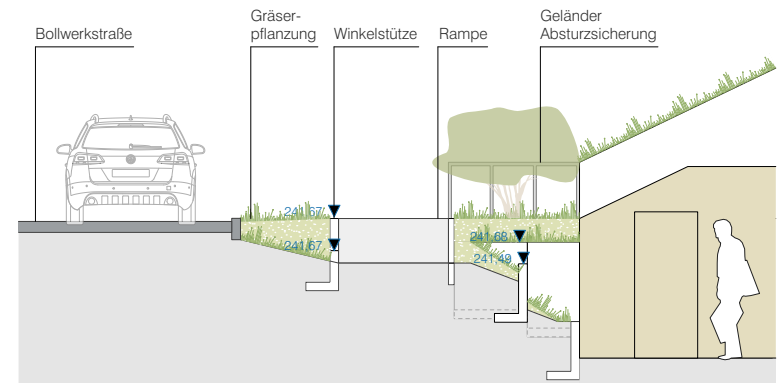 Bollwerkstraße
Gräser-
pflanzung
Winkelstütze
Rampe
Geländer
Absturzsicherung
241,67
241,67
241,68
241,49